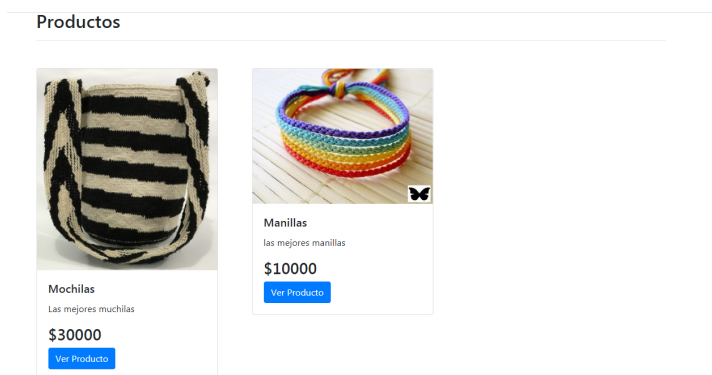 Productos
Mochilas
Las mejores muchilas
$30000
Ver Producto
Manillas
las mejores manillas
$10000
Ver Producto